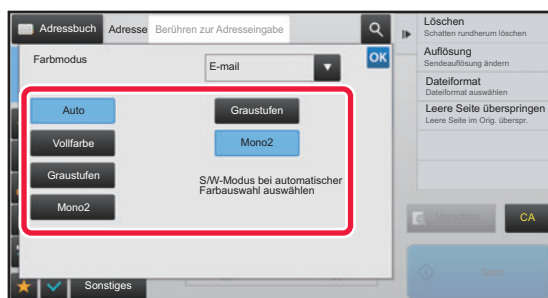 Adressbuch
Adresse
Berühren zur Adresseingabe
Farbmodus
E-mail
OK
Auto
Vollfarbe
Graustufen
Mono2
Graustufen
Mono2
S/W-Modus bei automatischer
Farbauswahl auswählen
Sonstiges
Löschen
Schatten rundherum löschen
Auflösung
Sendeauflösung ändern
Dateiformat
Dateiformat auswählen
Leere Seite überspringen
Leere Seite im Orig. überspr.
Vorschau
CA
Start